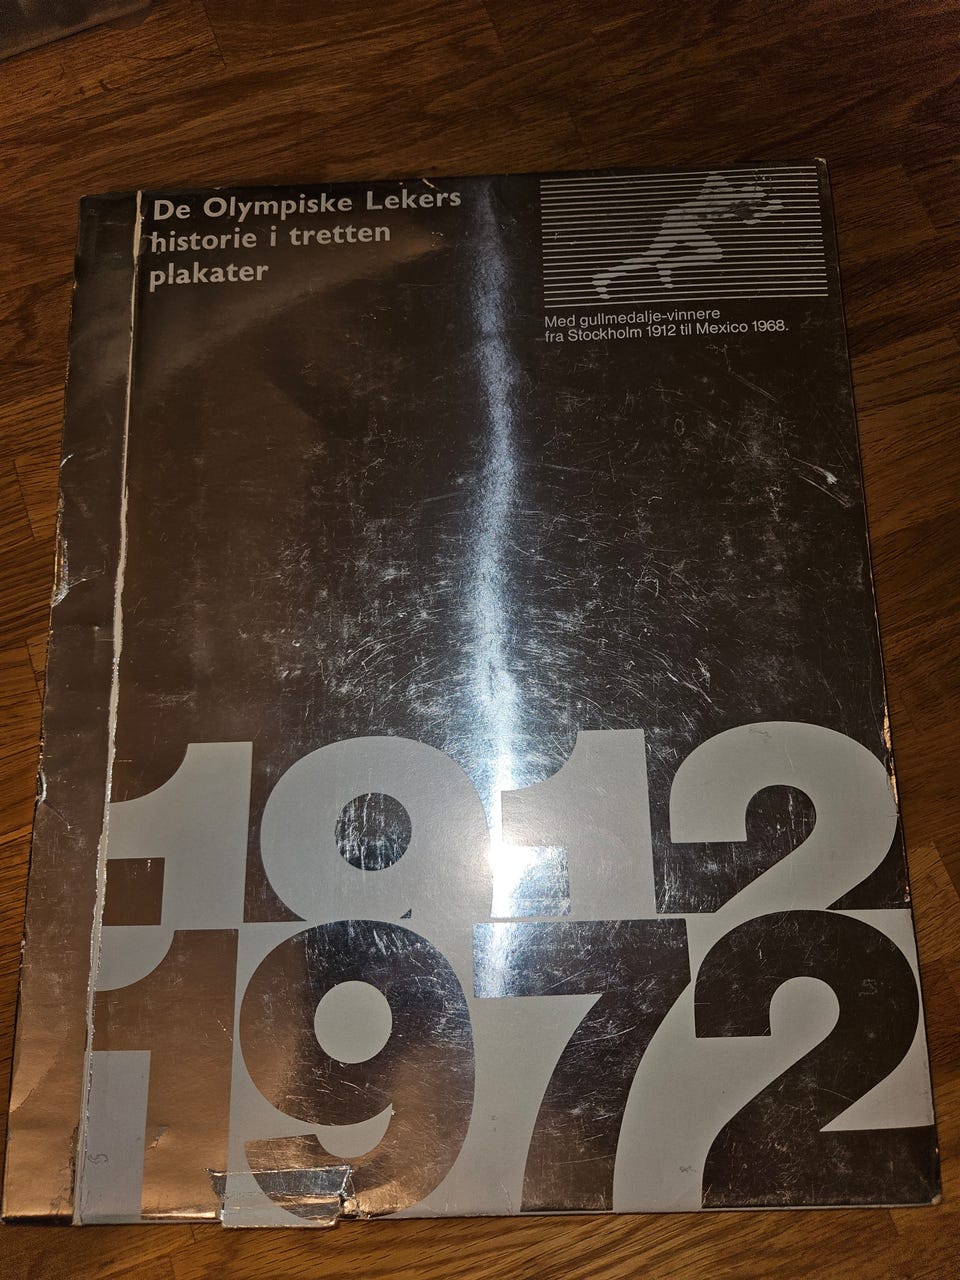 De Olympiske Lekers
historie i tretten
plakater
Med gullmedalje-vinnere
fra Stockholm 1912 til Mexico 1968.
1912
1972